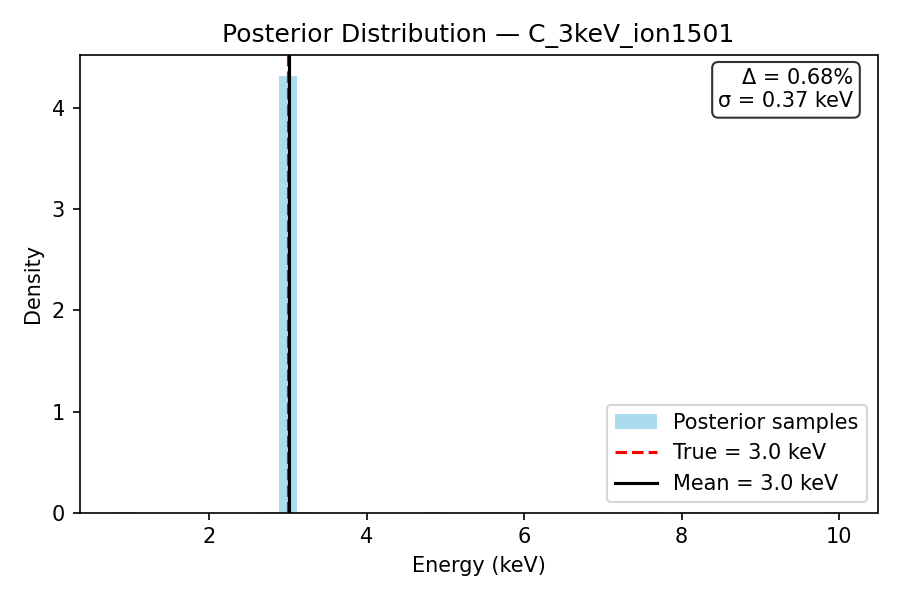 Posterior Distribution — C_3keV_ion1501
Δ = 0.68%
σ = 0.37 keV
4
3
2
1
0
Density
Posterior samples
True = 3.0 keV
Mean = 3.0 keV
2 4 6 8 10
Energy (keV)